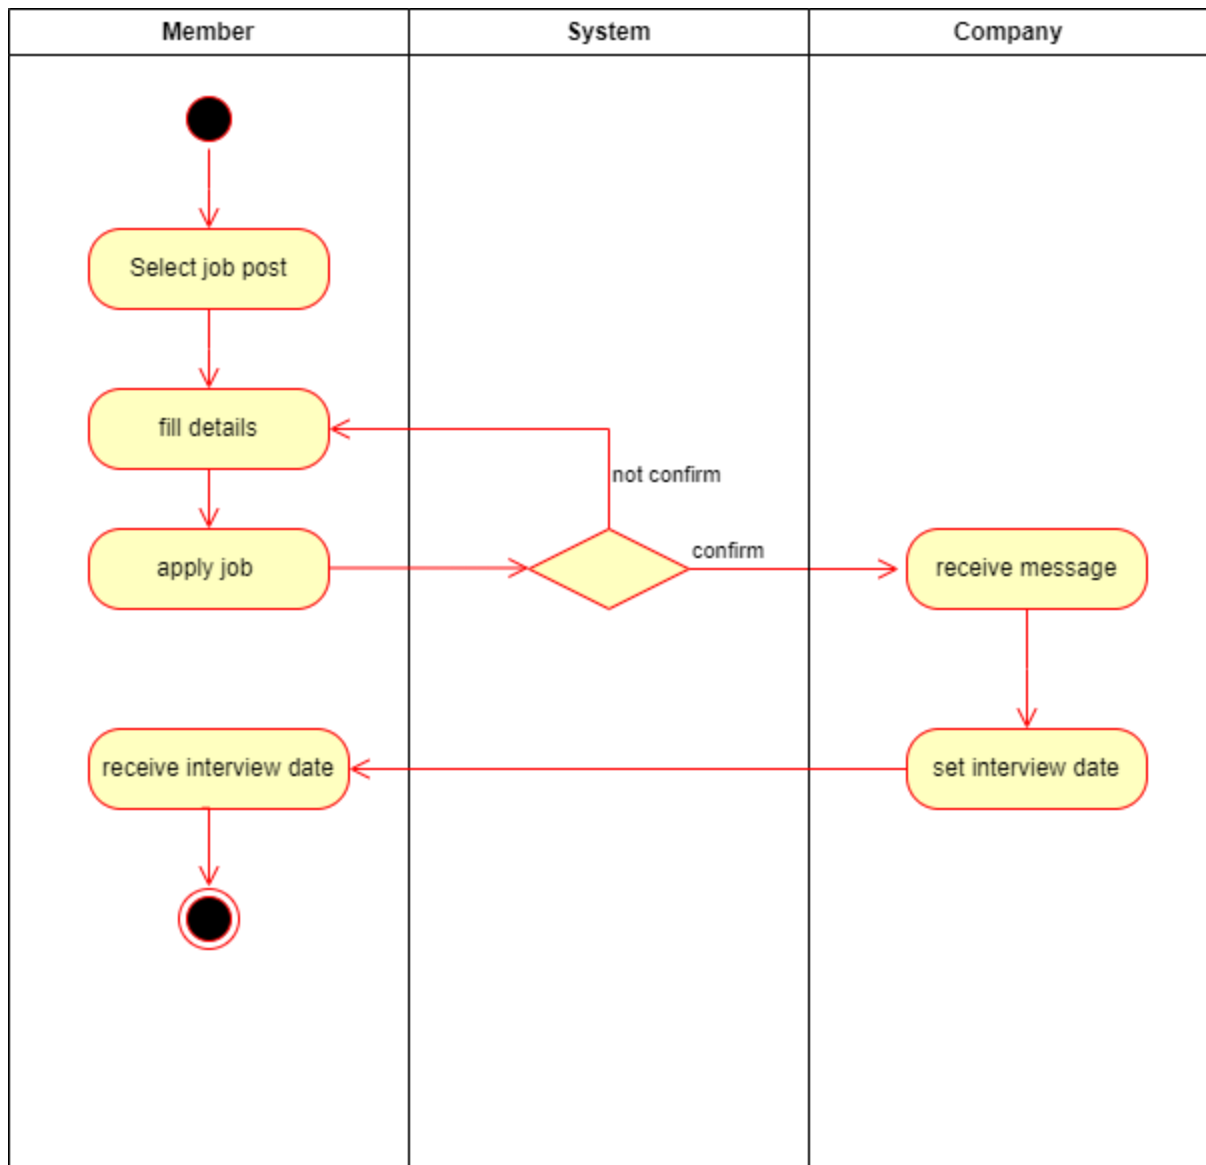 Member
System
Company
Select job post
fill details
not confirm
apply job
confirm
receive message
receive interview date
set interview date